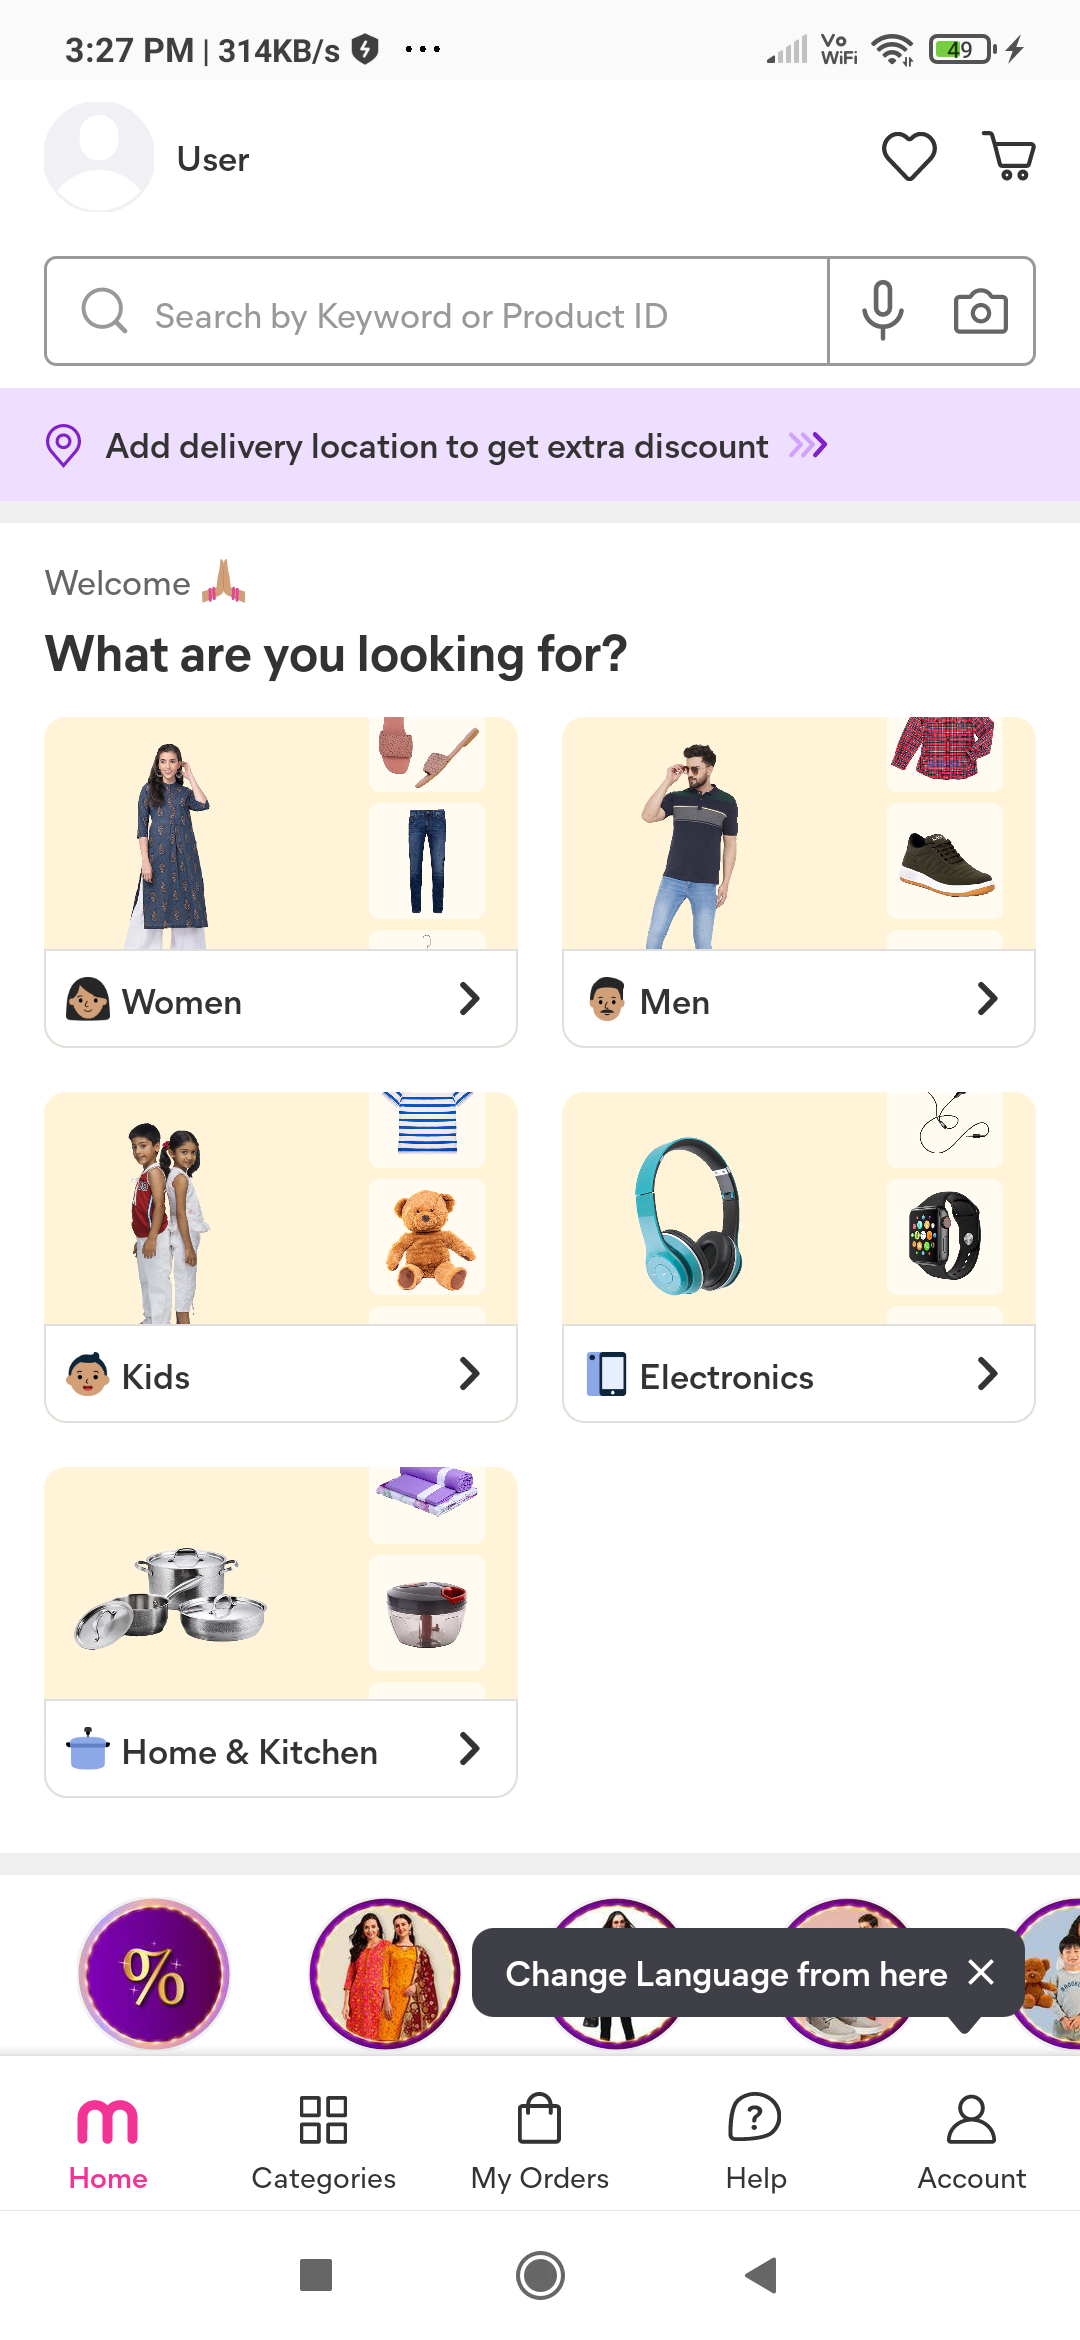 3:27 PM | 314KB/s ...
Vo
WiFi
49
User
Search by Keyword or Product ID
Add delivery location to get extra discount
Welcome
What are you looking for?
Women
Men
Kids
Electronics
Home & Kitchen
%
Change Language from here
Home
Categories
My Orders
Help
Account